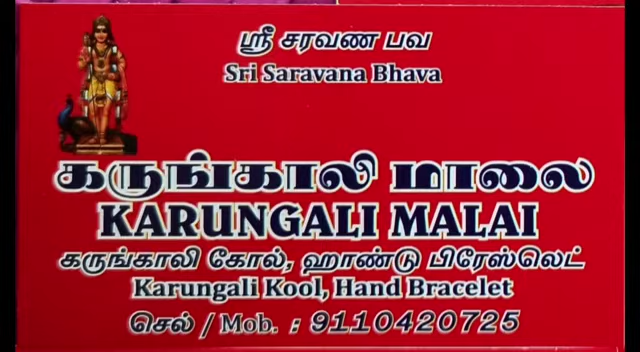 ஸ்ரீ சரவண பவ
Sri Saravana Bhava
கருங்காலி மாலை
KARUNGALI MALAI
கருங்காலி கோல், ஹாண்டு பிரேஸ்லெட்
Karungali Kool, Hand Bracelet
செல் / Mob. : 9110420725